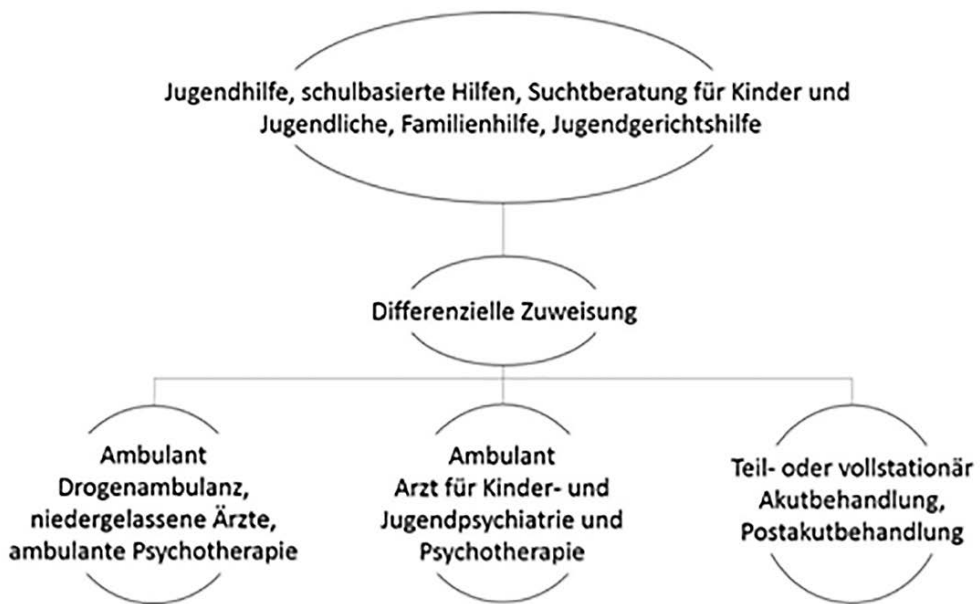 Jugendhilfe, schulbasierte Hilfen, Suchtberatung für Kinder und
Jugendliche, Familienhilfe, Jugendgerichtshilfe
Differenzielle Zuweisung
Ambulant
Drogenambulanz,
niedergelassene Ärzte,
ambulante Psychotherapie
Ambulant
Arzt für Kinder- und
Jugendpsychiatrie und
Psychotherapie
Teil- oder vollstationär
Akutbehandlung,
Postakutbehandlung